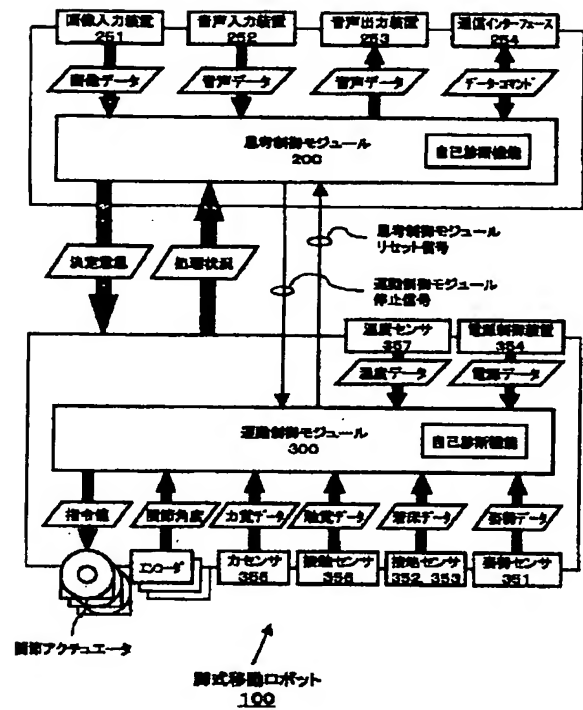 画像入力装置
251
音声入力装置
252
音声出力装置
253
通信インターフェース
254
画像データ
音声データ
音声データ
データ・コマンド
思考制御モジュール
200
自己診断機能
思考制御モジュール
リセット信号
決定意思
処理状況
運動制御モジュール
停止信号
温度センサ
357
電源制御装置
354
温度データ
電源データ
運動制御モジュール
300
自己診断機能
指令値
関節角度
力覚データ
触覚データ
着床データ
姿勢データ
エンコーダ
力センサ
接触センサ
356
接地センサ
352, 353
姿勢センサ
351
関節アクチュエータ
脚式移動ロボット
100